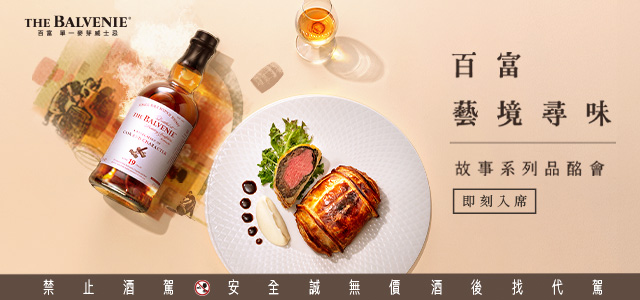 THE BALVENIE®
百富 單一麥芽威士忌
THE BALVENIE
19
百富
藝境尋味
故事系列品酩會
即刻入席
禁止酒駕 安全誠無價酒後找代駕